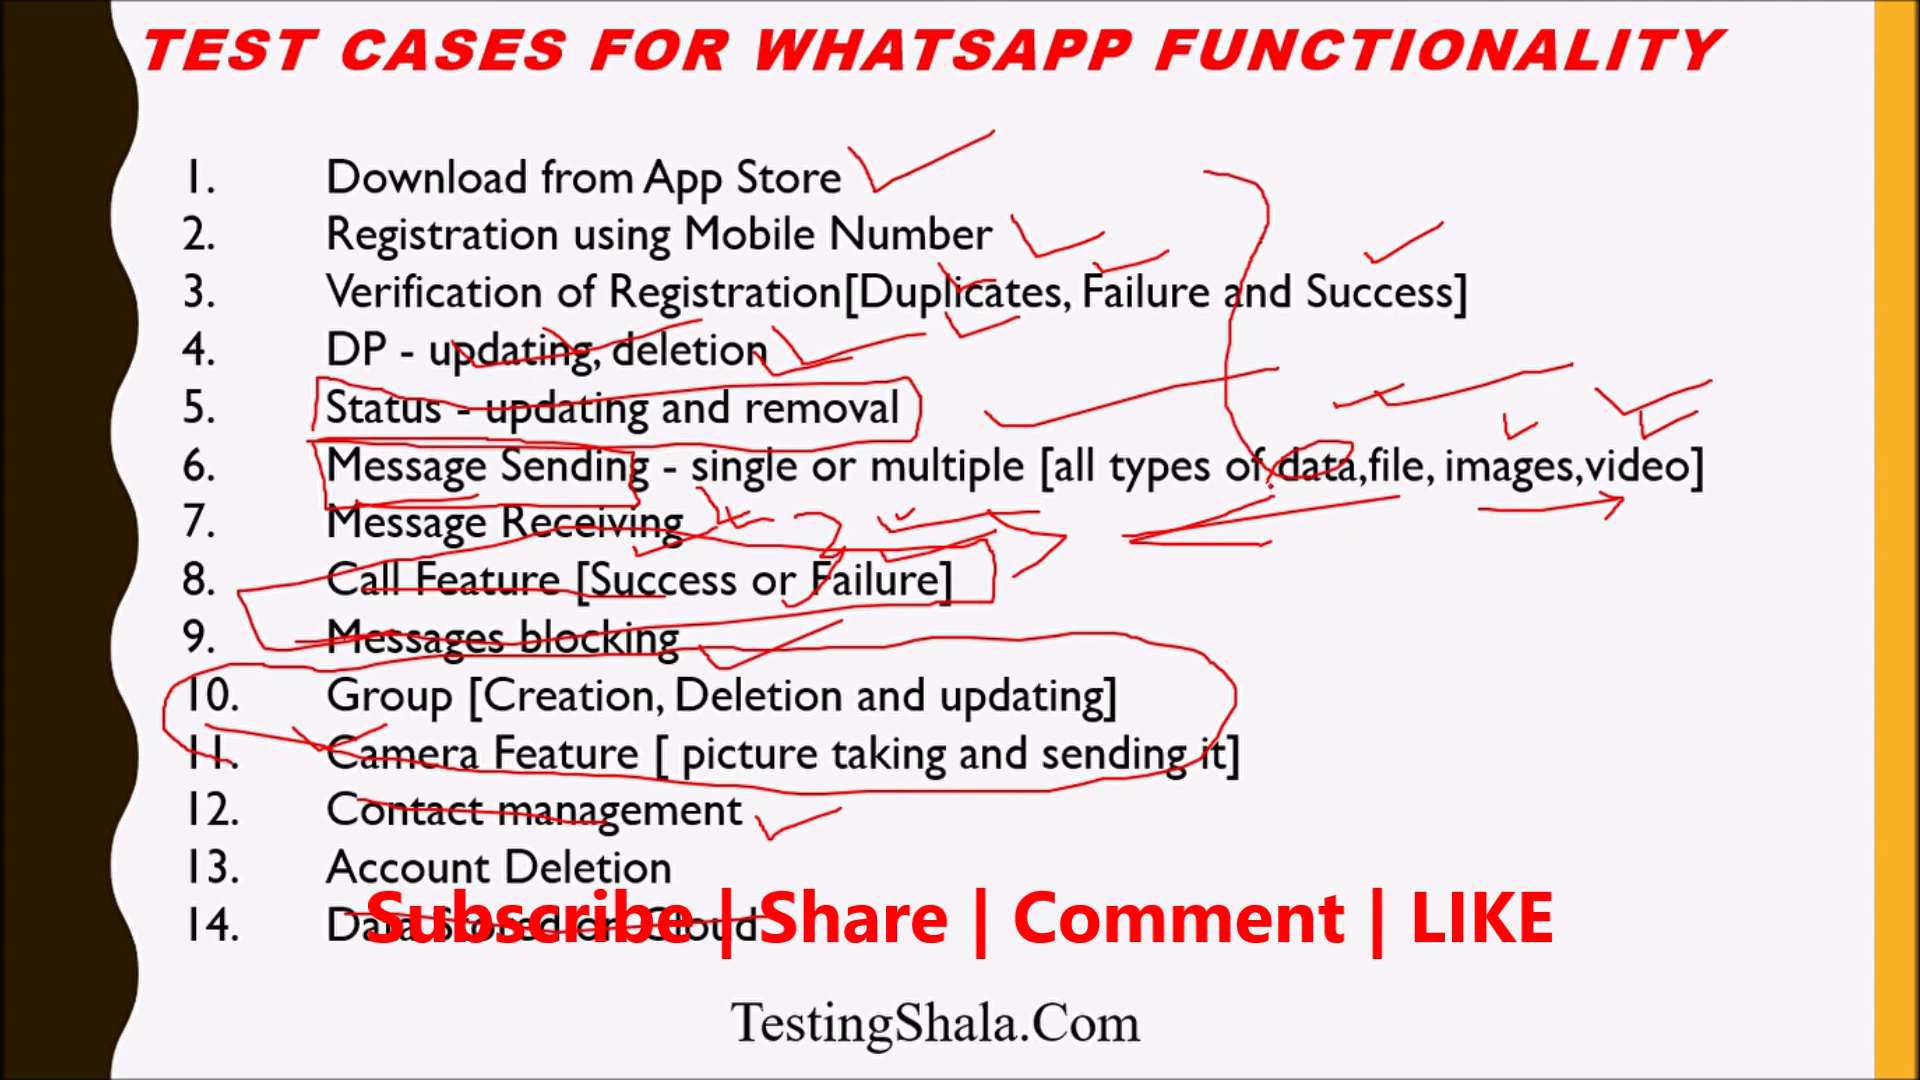 TEST CASES FOR WHATSAPP FUNCTIONALITY
1. Download from App Store
2. Registration using Mobile Number
3. Verification of Registration[Duplicates, Failure and Success]
4. DP - updating, deletion
5. Status - updating and removal
6. Message Sending - single or multiple [all types of data,file, images,video]
7. Message Receiving
8. Call Feature [Success or Failure]
9. Messages blocking
10. Group [Creation, Deletion and updating]
11. Camera Feature [ picture taking and sending it]
12. Contact management
13. Account Deletion
14. Data Stored on Cloud
Subscribe | Share | Comment | LIKE
TestingShala.Com